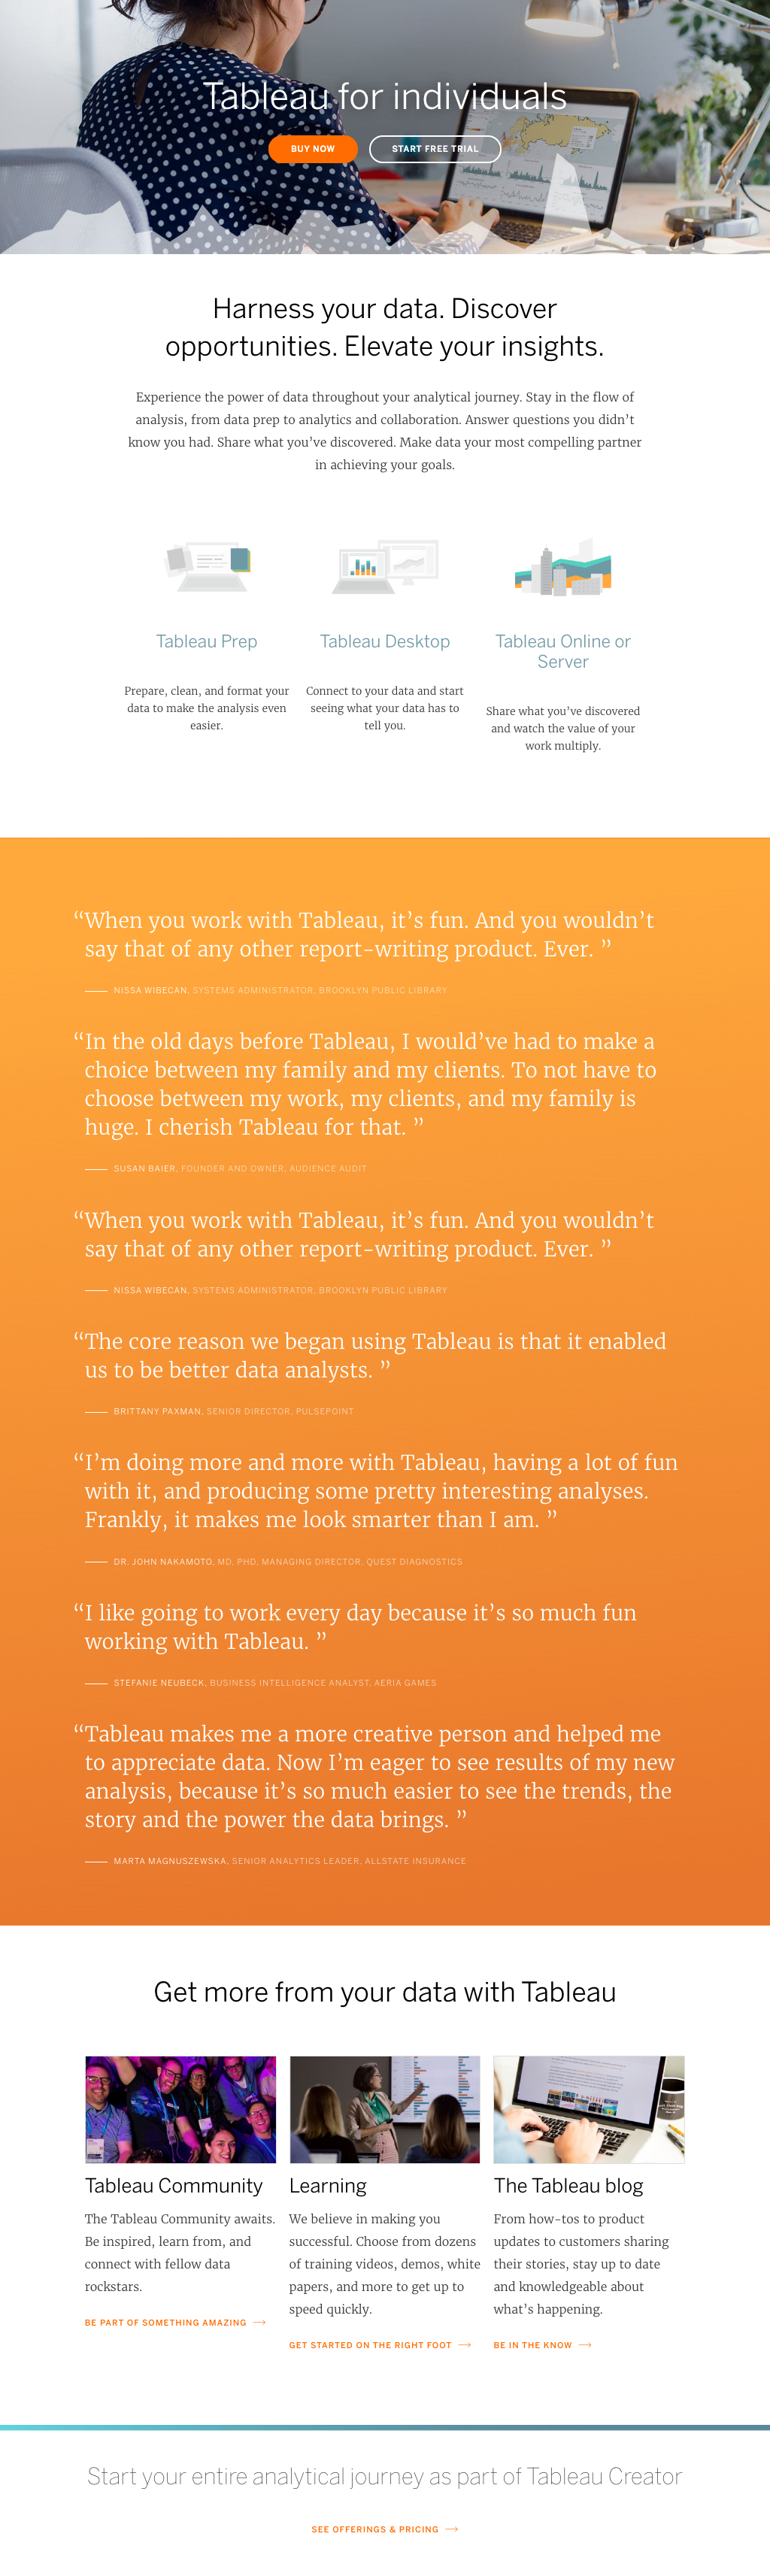 Tableau for individuals
BUY NOW
START FREE TRIAL
Harness your data. Discover
opportunities. Elevate your insights.
Experience the power of data throughout your analytical journey. Stay in the flow of
analysis, from data prep to analytics and collaboration. Answer questions you didn’t
know you had. Share what you’ve discovered. Make data your most compelling partner
in achieving your goals.
Tableau Prep
Prepare, clean, and format your
data to make the analysis even
easier.
Tableau Desktop
Connect to your data and start
seeing what your data has to
tell you.
Tableau Online or
Server
Share what you’ve discovered
and watch the value of your
work multiply.
“When you work with Tableau, it’s fun. And you wouldn’t
say that of any other report-writing product. Ever. ”
NISSA WIBECAN, SYSTEMS ADMINISTRATOR, BROOKLYN PUBLIC LIBRARY
“In the old days before Tableau, I would’ve had to make a
choice between my family and my clients. To not have to
choose between my work, my clients, and my family is
huge. I cherish Tableau for that. ”
SUSAN BAIER, FOUNDER AND OWNER, AUDIENCE AUDIT
“When you work with Tableau, it’s fun. And you wouldn’t
say that of any other report-writing product. Ever. ”
NISSA WIBECAN, SYSTEMS ADMINISTRATOR, BROOKLYN PUBLIC LIBRARY
“The core reason we began using Tableau is that it enabled
us to be better data analysts. ”
BRITTANY PAXMAN, SENIOR DIRECTOR, PULSEPOINT
“I’m doing more and more with Tableau, having a lot of fun
with it, and producing some pretty interesting analyses.
Frankly, it makes me look smarter than I am. ”
DR. JOHN NAKAMOTO, MD, PHD, MANAGING DIRECTOR, QUEST DIAGNOSTICS
“I like going to work every day because it’s so much fun
working with Tableau. ”
STEFANIE NEUBECK, BUSINESS INTELLIGENCE ANALYST, AERIA GAMES
“Tableau makes me a more creative person and helped me
to appreciate data. Now I’m eager to see results of my new
analysis, because it’s so much easier to see the trends, the
story and the power the data brings. ”
MARTA MAGNUSZEWSKA, SENIOR ANALYTICS LEADER, ALLSTATE INSURANCE
Get more from your data with Tableau
Tableau Community
The Tableau Community awaits.
Be inspired, learn from, and
connect with fellow data
rockstars.
BE PART OF SOMETHING AMAZING
Learning
We believe in making you
successful. Choose from dozens
of training videos, demos, white
papers, and more to get up to
speed quickly.
GET STARTED ON THE RIGHT FOOT
The Tableau blog
From how-tos to product
updates to customers sharing
their stories, stay up to date
and knowledgeable about
what’s happening.
BE IN THE KNOW
Start your entire analytical journey as part of Tableau Creator
SEE OFFERINGS & PRICING